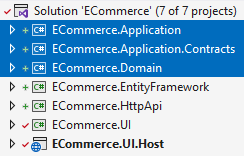 Solution 'ECommerce' (7 of 7 projects)
C# ECommerce.Application
C# ECommerce.Application.Contracts
C# ECommerce.Domain
C# ECommerce.EntityFramework
C# ECommerce.HttpApi
C# ECommerce.UI
ECommerce.UI.Host